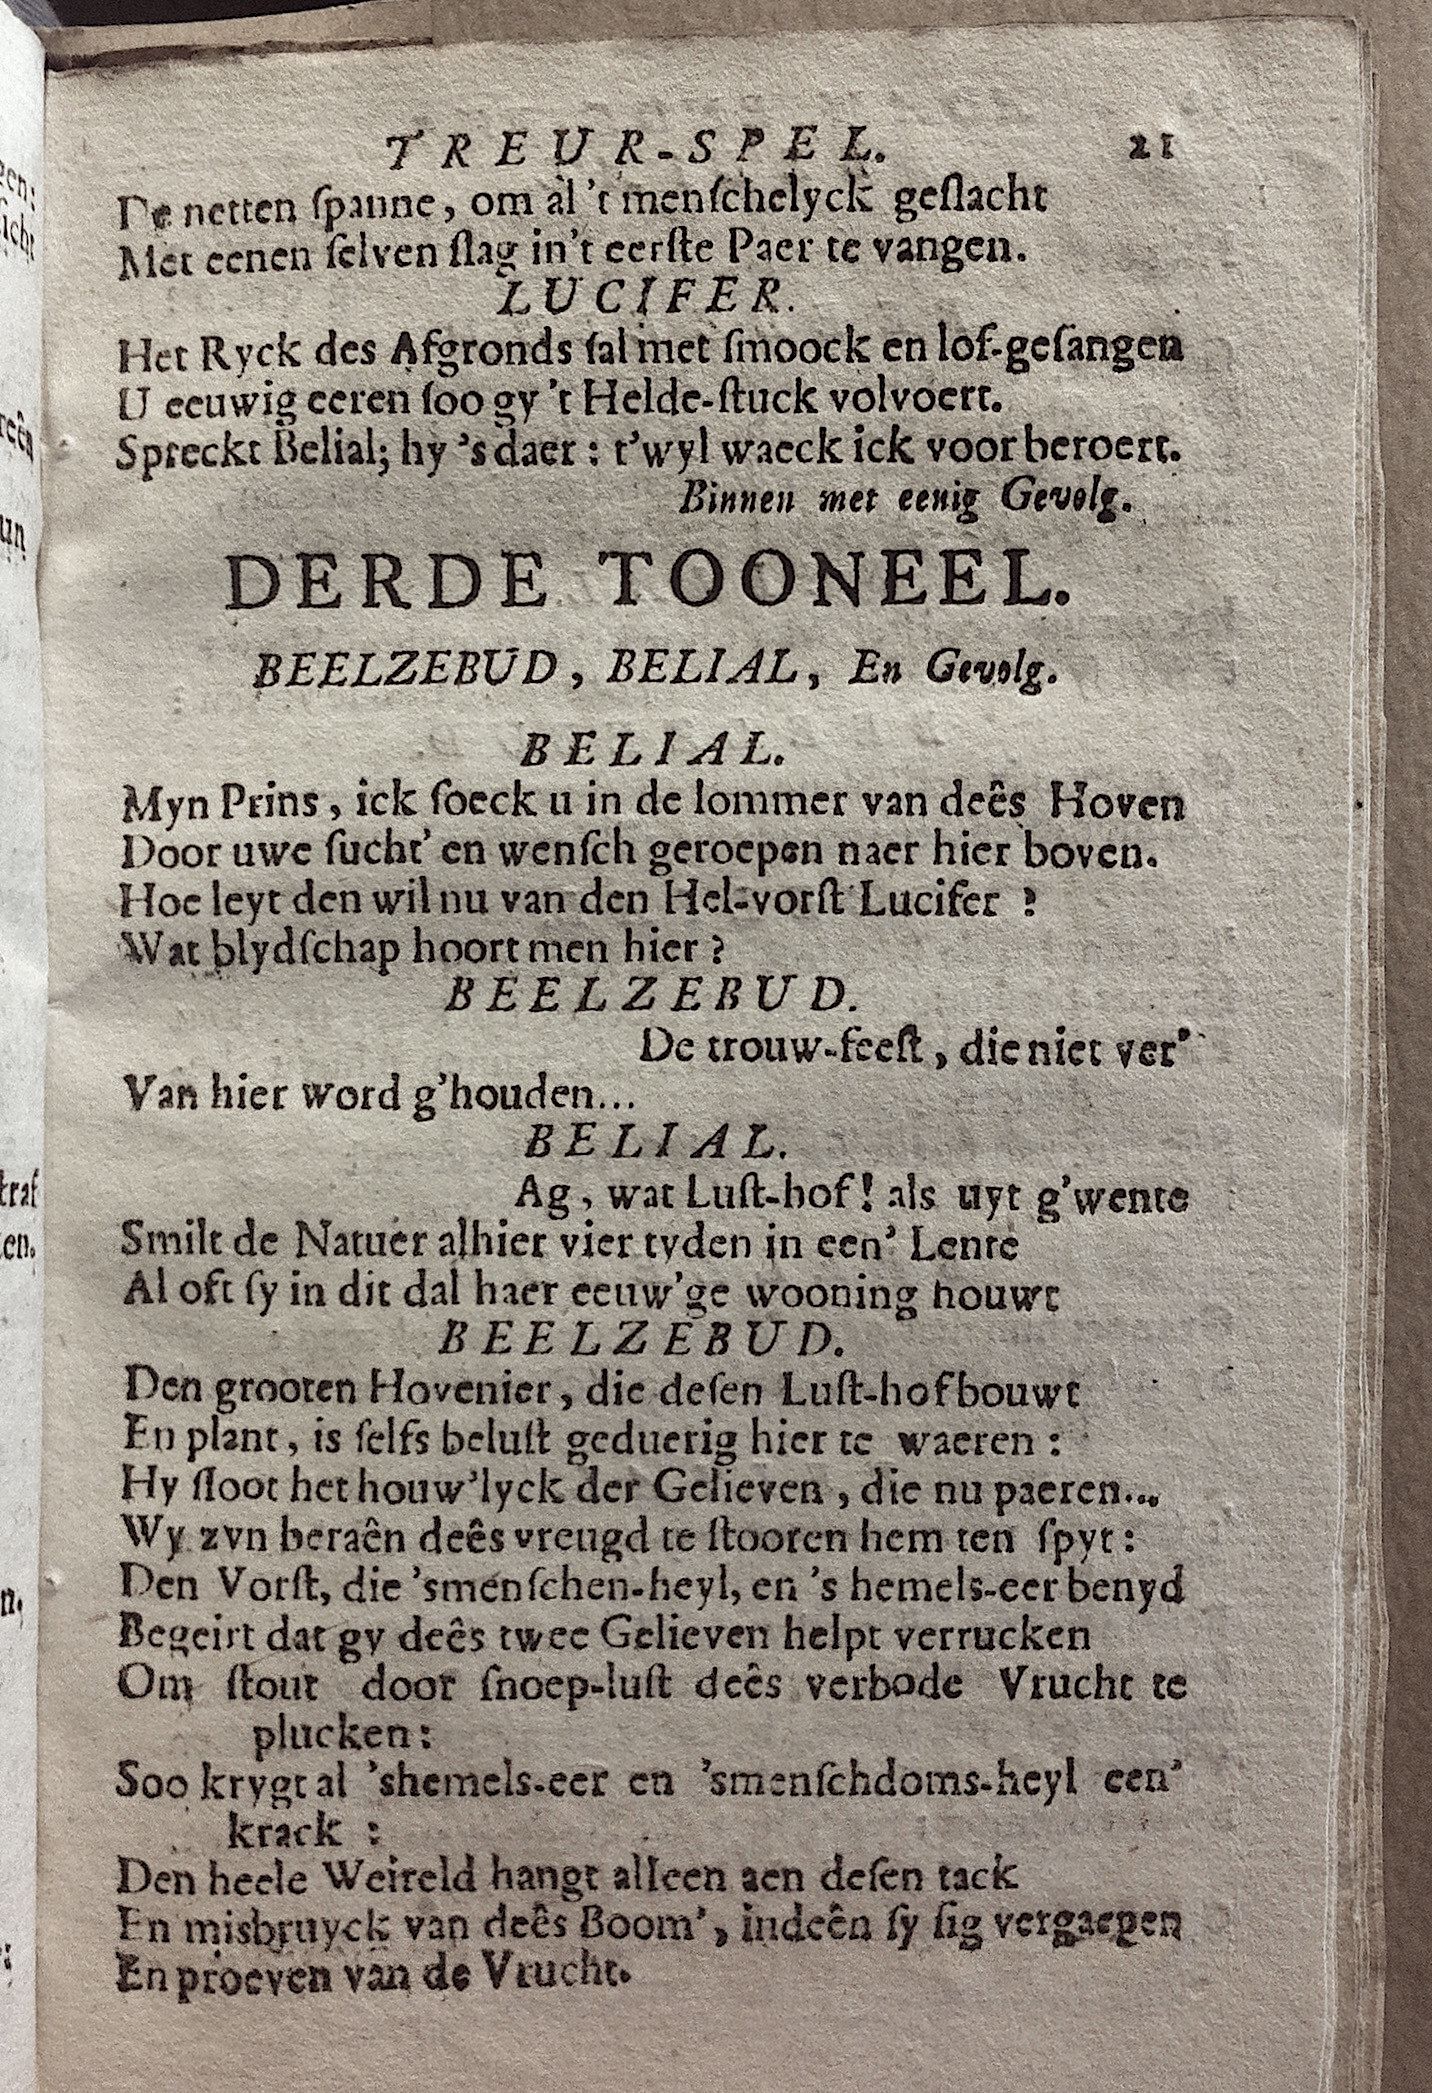 TREUR-SPEL. 21
De netten ſpanne, om al 't menſchelyck geſlacht
Met eenen ſelven ſlag in't eerſte Paer te vangen.
LUCIFER.
Het Ryck des Afgronds ſal met ſmoock en lof-geſangen
U eeuwig eeren ſoo gy 't Helde-ſtuck volvoert.
Spreckt Belial; hy 's daer: t'wyl waeck ick voor beroert.
Binnen met eenig Gevolg.
DERDE TOONEEL.
BEELZEBUD, BELIAL, En Gevolg.
BELIAL.
Myn Prins, ick ſoeck u in de lommer van deês Hoven
Door uwe ſucht' en wenſch geroepen naer hier boven.
Hoe leyt den wil nu van den Hel-vorſt Lucifer?
Wat blydſchap hoort men hier?
BEELZEBUD.
De trouw-feeſt, die niet ver'
Van hier word g'houden...
BELIAL.
Ag, wat Luſt-hof! als uyt g'wente
Smilt de Natuer alhier vier tyden in een' Lente
Al oft ſy in dit dal haer eeuw'ge wooning houwt
BEELZEBUD.
Den grooten Hovenier, die deſen Luſt-hof bouwt
En plant, is ſelfs beluſt geduerig hier te waeren:
Hy ſloot het houw'lyck der Gelieven, die nu paeren...
Wy zyn beraên deês vreugd te ſtooren hem ten ſpyt:
Den Vorſt, die 'smenſchen-heyl, en 's hemels-eer benyd
Begeirt dat gy deês twee Gelieven helpt verrucken
Om ſtout door ſnoep-luſt deês verbode Vrucht te
plucken:
Soo krygt al 'shemels-eer en 'smenſchdoms-heyl een'
krack:
Den heele Weireld hangt alleen aen deſen tack
En misbruyck van deês Boom', indeên ſy ſig vergaepen
En proeven van de Vrucht.